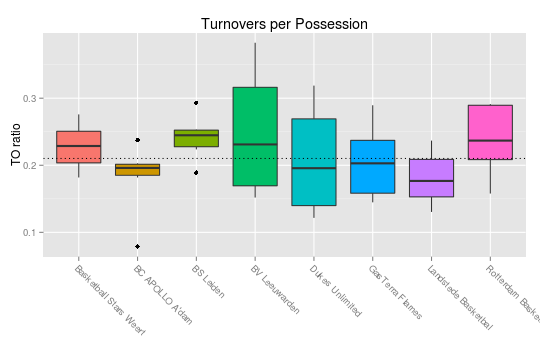 Turnovers per Possession
TO ratio
0.3
0.2
0.1
Basketball Stars Weert
BC APOLLO A'dam
BS Leiden
BV Leeuwarden
Dukes Unlimited
GasTerra Flames
Landstede Basketbal
Rotterdam Baske